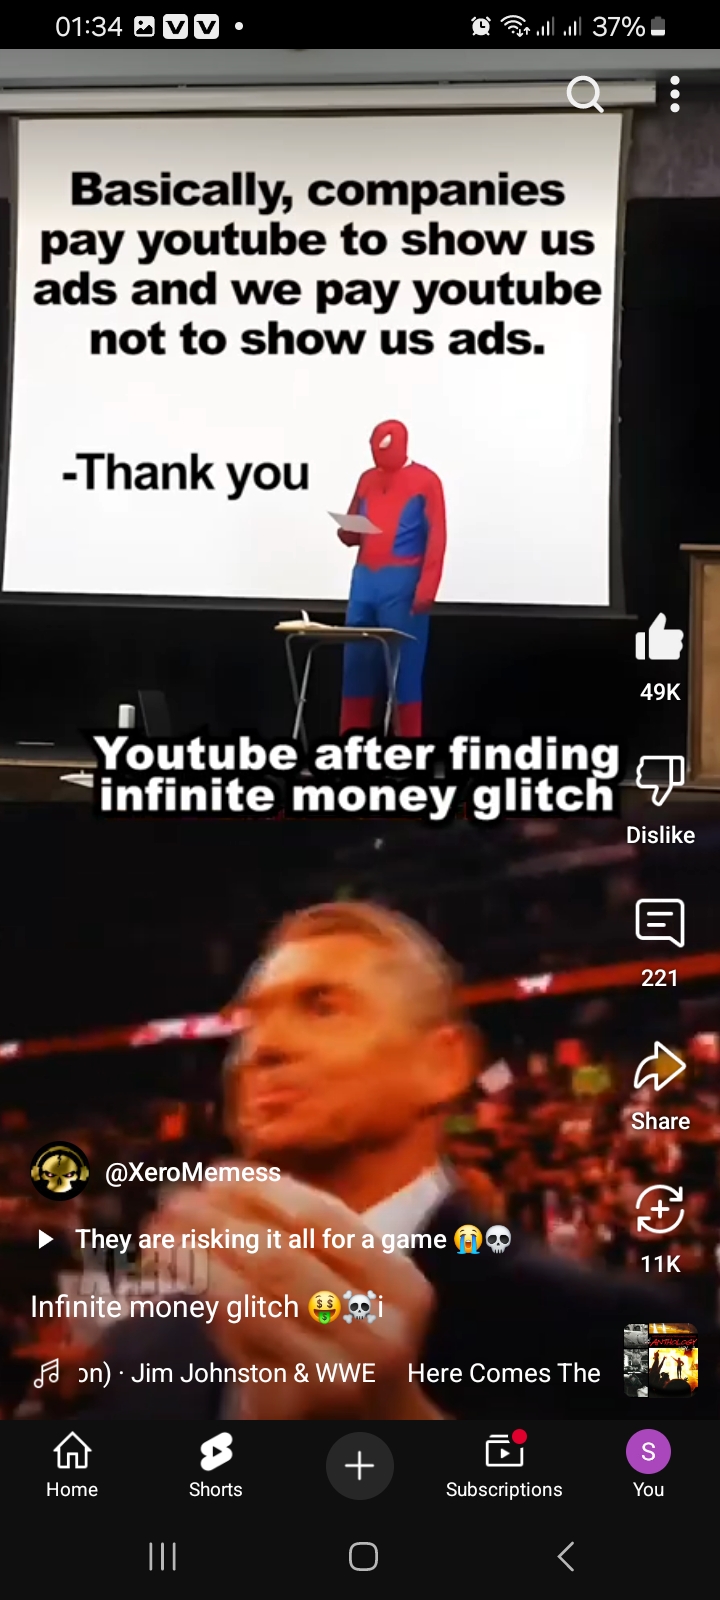 01:34
37%
Basically, companies
pay youtube to show us
ads and we pay youtube
not to show us ads.
-Thank you
49K
Youtube after finding
infinite money glitch
Dislike
221
Share
@XeroMemess
They are risking it all for a game 😭💀
11K
XERO
Infinite money glitch 🤑☠️i
on) · Jim Johnston & WWE Here Comes The
ANTHOLOGY
Home
Shorts
Subscriptions
S
You